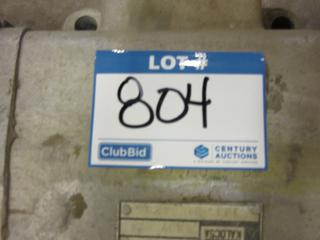 LOT #
804
ClubBid
CENTURY
AUCTIONS